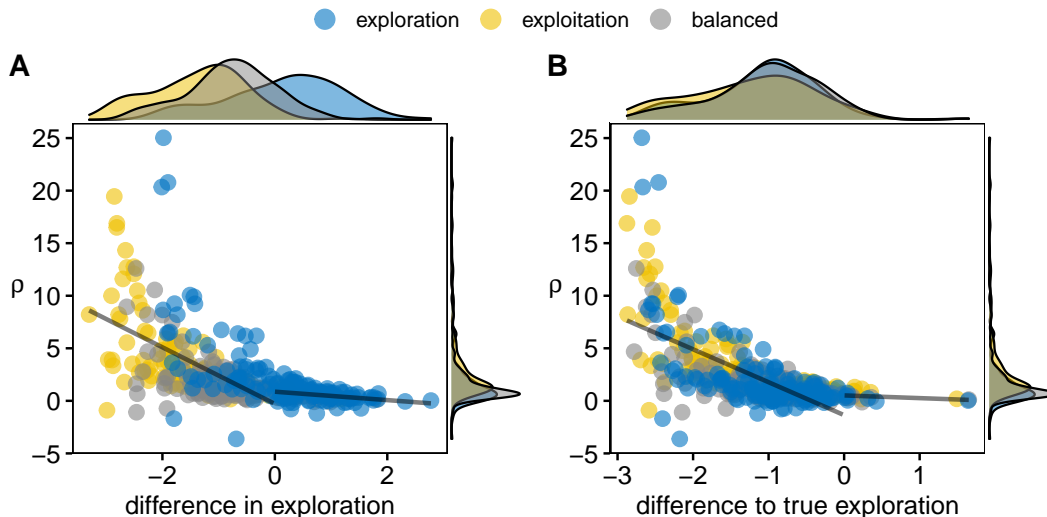 exploration exploitation balanced
A
B
25
20
15
10
5
0
−5
ρ
−2 0 2
difference in exploration
25
20
15
10
5
0
−5
ρ
−3 −2 −1 0 1
difference to true exploration